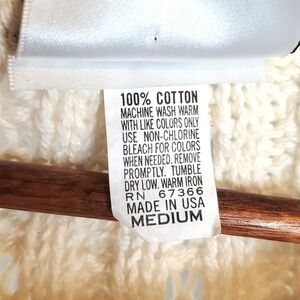 100% COTTON
MACHINE WASH WARM
WITH LIKE COLORS ONLY
USE NON-CHLORINE
BLEACH FOR COLORS
WHEN NEEDED. REMOVE
PROMPTLY. TUMBLE
DRY LOW. WARM IRON
RN 67366
MADE IN USA
MEDIUM